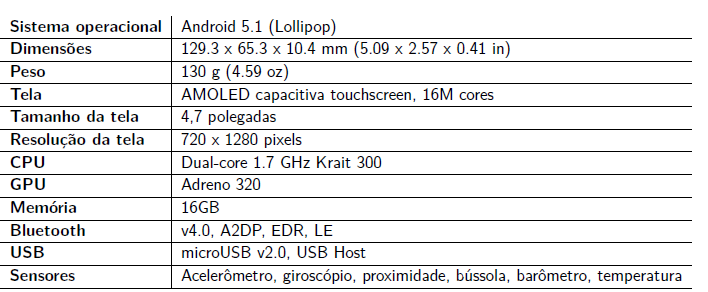 Sistema operacional Android 5.1 (Lollipop)
Dimensões 129.3 x 65.3 x 10.4 mm (5.09 x 2.57 x 0.41 in)
Peso 130 g (4.59 oz)
Tela AMOLED capacitiva touchscreen, 16M cores
Tamanho da tela 4,7 polegadas
Resolução da tela 720 x 1280 pixels
CPU Dual-core 1.7 GHz Krait 300
GPU Adreno 320
Memória 16GB
Bluetooth v4.0, A2DP, EDR, LE
USB microUSB v2.0, USB Host
Sensores Acelerômetro, giroscópio, proximidade, bússola, barômetro, temperatura